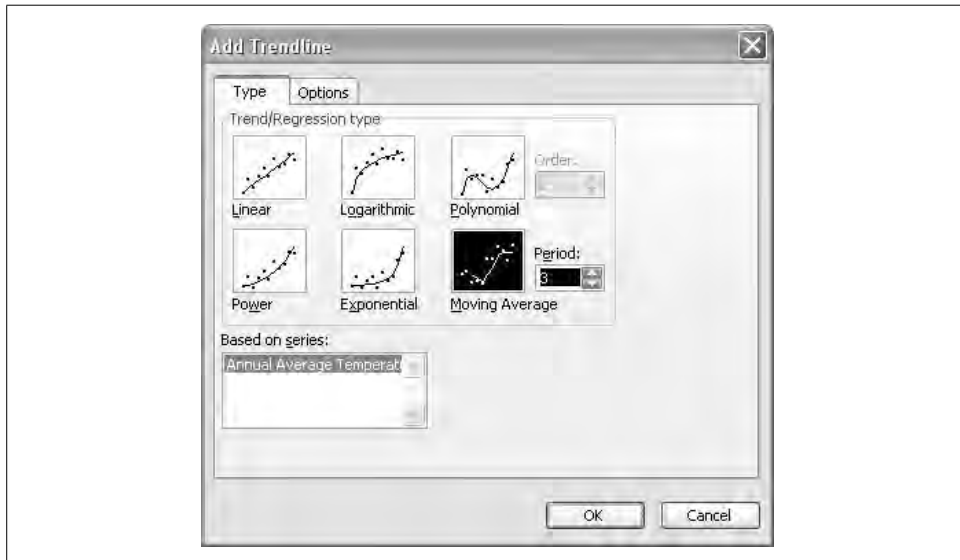 Add Trendline
Type Options
Trend/Regression type
Order:
Linear Logarithmic Polynomial
Period:
3
Power Exponential Moving Average
Based on series:
Annual Average Temperat
OK Cancel